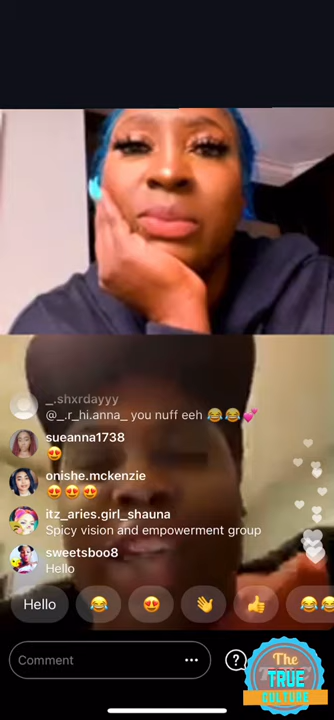 _.shxrdayyy
@_.r_hi.anna_ you nuff eeh 😂😂💕
sueanna1738
😍
onishe.mckenzie
😍😍😍
itz_aries.girl_shauna
Spicy vision and empowerment group
sweetsboo8
Hello
Hello 😂 😍 👋 👍 😂😂
Comment ... ?
The
TRUE
CULTURE